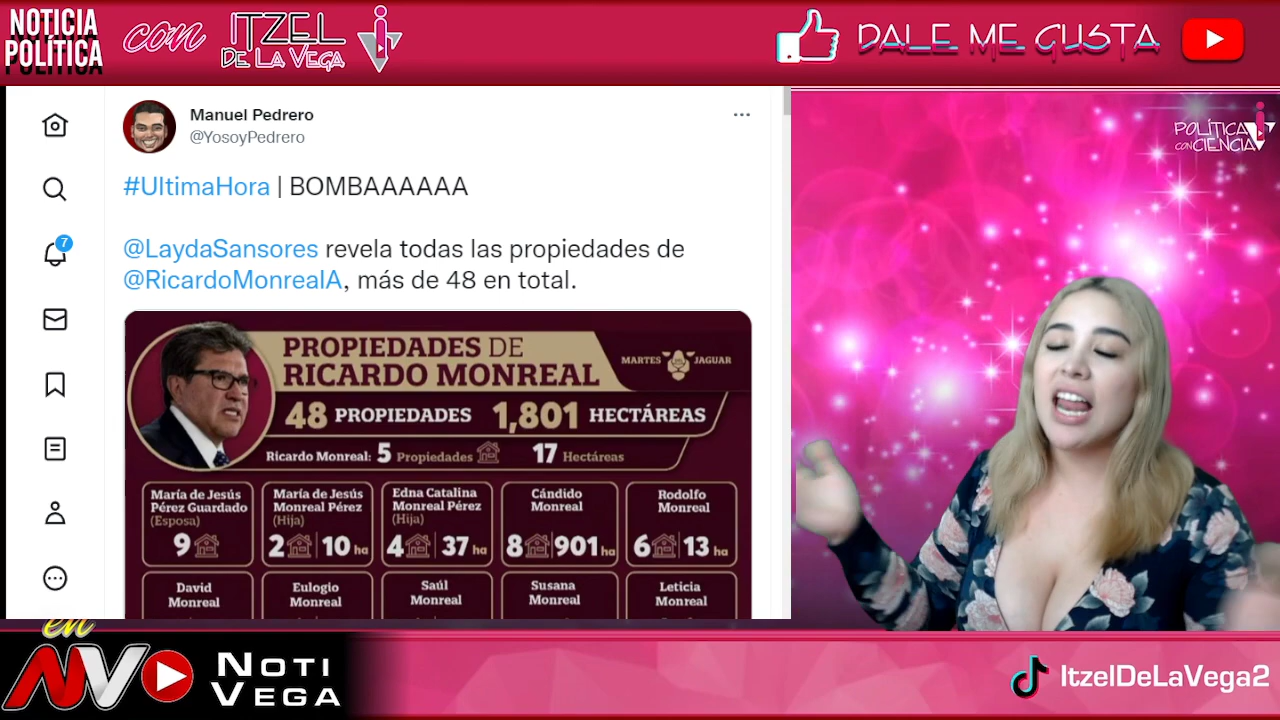 NOTICIA
POLÍTICA
con
ITZEL
DE LA VEGA
DALE ME GUSTA
Manuel Pedrero
@YosoyPedrero
#UltimaHora | BOMBAAAAAA
@LaydaSansores revela todas las propiedades de
@RicardoMonrealA, más de 48 en total.
7
PROPIEDADES DE
RICARDO MONREAL
MARTES JAGUAR
48 PROPIEDADES 1,801 HECTÁREAS
Ricardo Monreal: 5 Propiedades 17 Hectáreas
María de Jesús
Pérez Guardado
(Esposa)
9
María de Jesús
Monreal Pérez
(Hija)
2 10 ha
Edna Catalina
Monreal Pérez
(Hija)
4 37 ha
Cándido
Monreal
8 901 ha
Rodolfo
Monreal
6 13 ha
David
Monreal
Eulogio
Monreal
Saúl
Monreal
Susana
Monreal
Leticia
Monreal
POLÍTICA
CON CIENCIA
en
NV
NOTI
VEGA
ItzelDeLaVega2